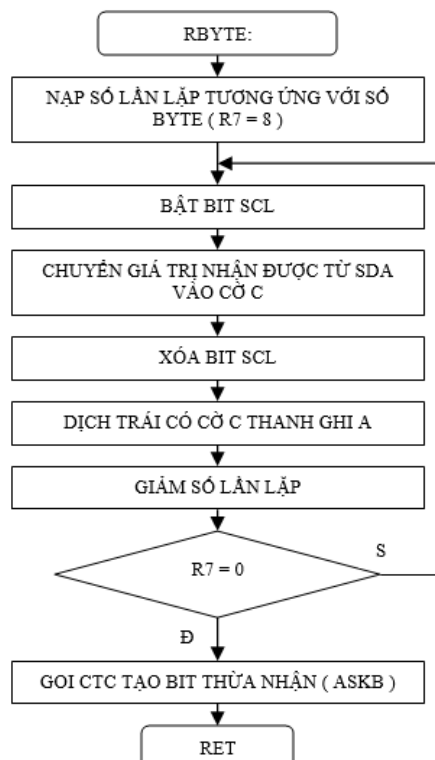 RBYTE:
NẠP SỐ LẦN LẶP TƯƠNG ỨNG VỚI SỐ
BYTE ( R7 = 8 )
BẬT BIT SCL
CHUYỂN GIÁ TRỊ NHẬN ĐƯỢC TỪ SDA
VÀO CỜ C
XÓA BIT SCL
DỊCH TRÁI CÓ CỜ C THANH GHI A
GIẢM SỐ LẦN LẶP
R7 = 0
S
Đ
GOI CTC TẠO BIT THỪA NHẬN ( ASKB )
RET